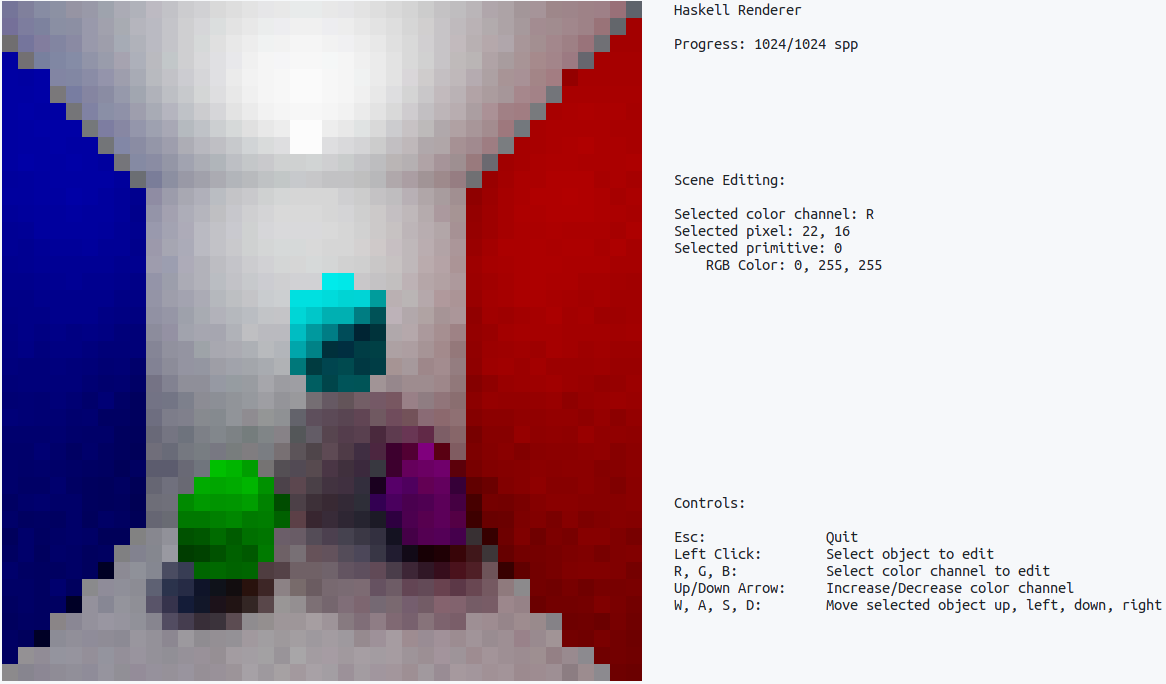 Haskell Renderer
Progress: 1024/1024 spp
Scene Editing:
Selected color channel: R
Selected pixel: 22, 16
Selected primitive: 0
RGB Color: 0, 255, 255
Controls:
Esc: Quit
Left Click: Select object to edit
R, G, B: Select color channel to edit
Up/Down Arrow: Increase/Decrease color channel
W, A, S, D: Move selected object up, left, down, right